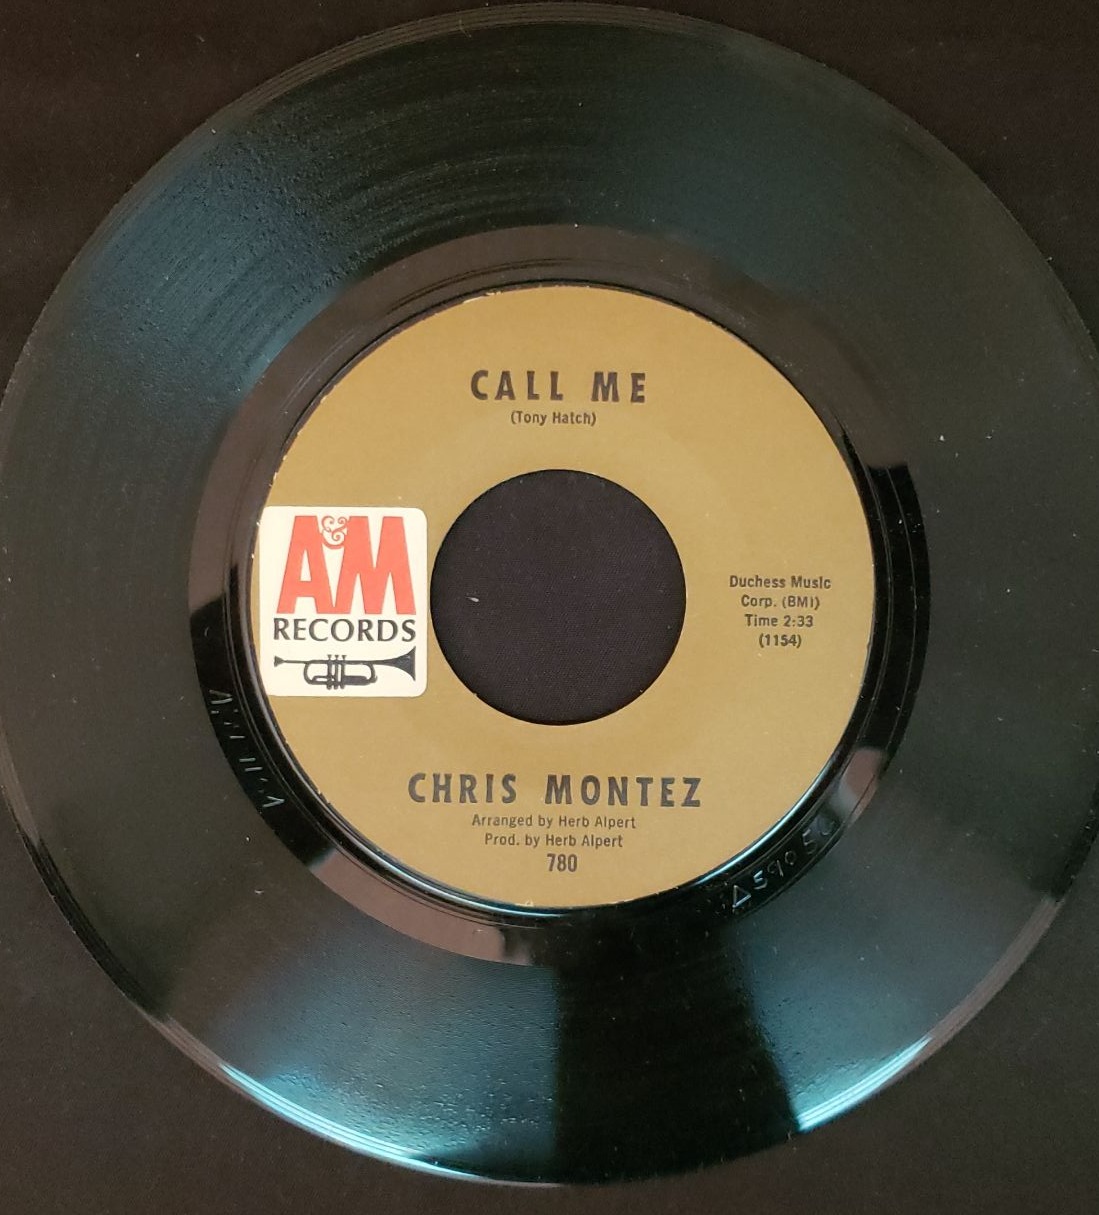 CALL ME
(Tony Hatch)
A&M
RECORDS
Duchess Music
Corp. (BMI)
Time 2:33
(1154)
CHRIS MONTEZ
Arranged by Herb Alpert
Prod. by Herb Alpert
780